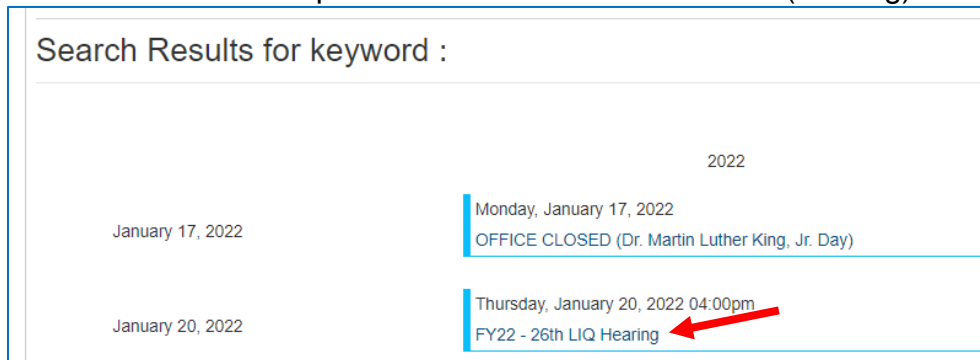 Search Results for keyword :
2022
January 17, 2022
Monday, January 17, 2022
OFFICE CLOSED (Dr. Martin Luther King, Jr. Day)
January 20, 2022
Thursday, January 20, 2022 04:00pm
FY22 - 26th LIQ Hearing